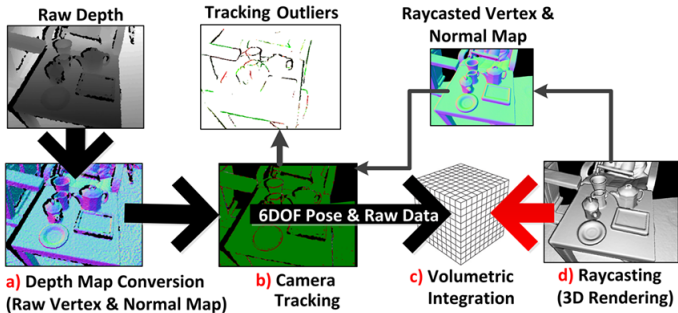 Raw Depth
Tracking Outliers
Raycasted Vertex &
Normal Map
6DOF Pose & Raw Data
a) Depth Map Conversion
(Raw Vertex & Normal Map)
b) Camera
Tracking
c) Volumetric
Integration
d) Raycasting
(3D Rendering)